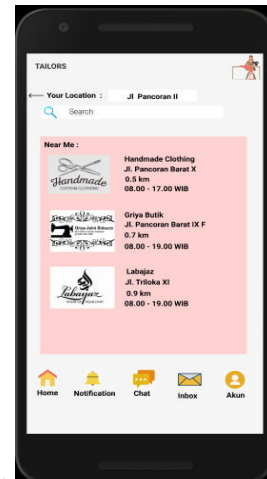 TAILORS
Your Location : Jl Pancoran II
Search
Near Me :
Handmade
CUSTOM CLOTHING
Handmade Clothing
Jl. Pancoran Barat X
0.5 km
08.00 - 17.00 WIB
Griya Jahit Busana
Griya Butik
Jl. Pancoran Barat IX F
0.7 km
08.00 - 19.00 WIB
Labajaz
Labajaz
Jl. Triloka XI
0.9 km
08.00 - 19.00 WIB
Home Notification Chat Inbox Akun